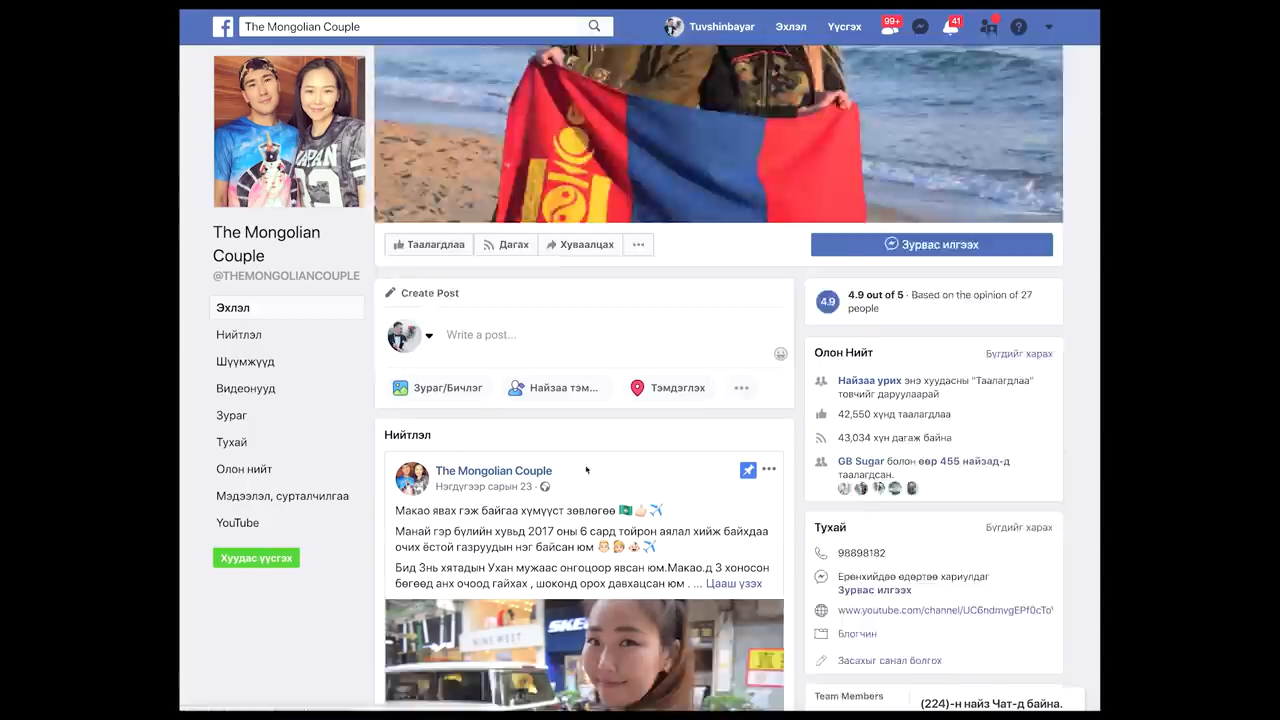 The Mongolian Couple
Tuvshinbayar
Эхлэл
Үүсгэх
99+
41
JAPAN
The Mongolian
Couple
@THEMONGOLIANCOUPLE
Эхлэл
Нийтлэл
Шүүмжүүд
Видеонууд
Зураг
Тухай
Олон нийт
Мэдээлэл, сурталчилгаа
YouTube
Хуудас үүсгэх
Таалагдлаа
Дагах
Хуваалцах
Зурвас илгээх
Create Post
Write a post...
Зураг/Бичлэг
Найзаа тэм...
Тэмдэглэх
Нийтлэл
The Mongolian Couple
Нэгдүгээр сарын 23
Макао явах гэж байгаа хүмүүст зөвлөгөө 🇲🇴👍🏻✈️
Манай гэр бүлийн хувьд 2017 оны 6 сард тойрон аялал хийж байхдаа
очих ёстой газруудын нэг байсан юм
Бид 3нь хятадын Ухан мужаас онгоцоор явсан юм.Макао.д 3 хоносон
бөгөөд анх очоод гайхах , шоконд орох давхацсан юм . ... Цааш үзэх
NINE WEST
SKE
4.9
4.9 out of 5 · Based on the opinion of 27
people
Олон Нийт
Бүгдийг харах
Найзаа урих энэ хуудасны "Таалагдлаа"
товчийг даруулаарай
42,550 хүнд таалагдлаа
43,034 хүн дагаж байна
GB Sugar болон өөр 455 найзад-д
таалагдсан.
Тухай
Бүгдийг харах
98898182
Ерөнхийдөө өдөртөө хариулдаг
Зурвас илгээх
www.youtube.com/channel/UC6ndmvgEPf0cTo
Блогчин
Засахыг санал болгох
Team Members
(224)-н найз Чат-д байна.